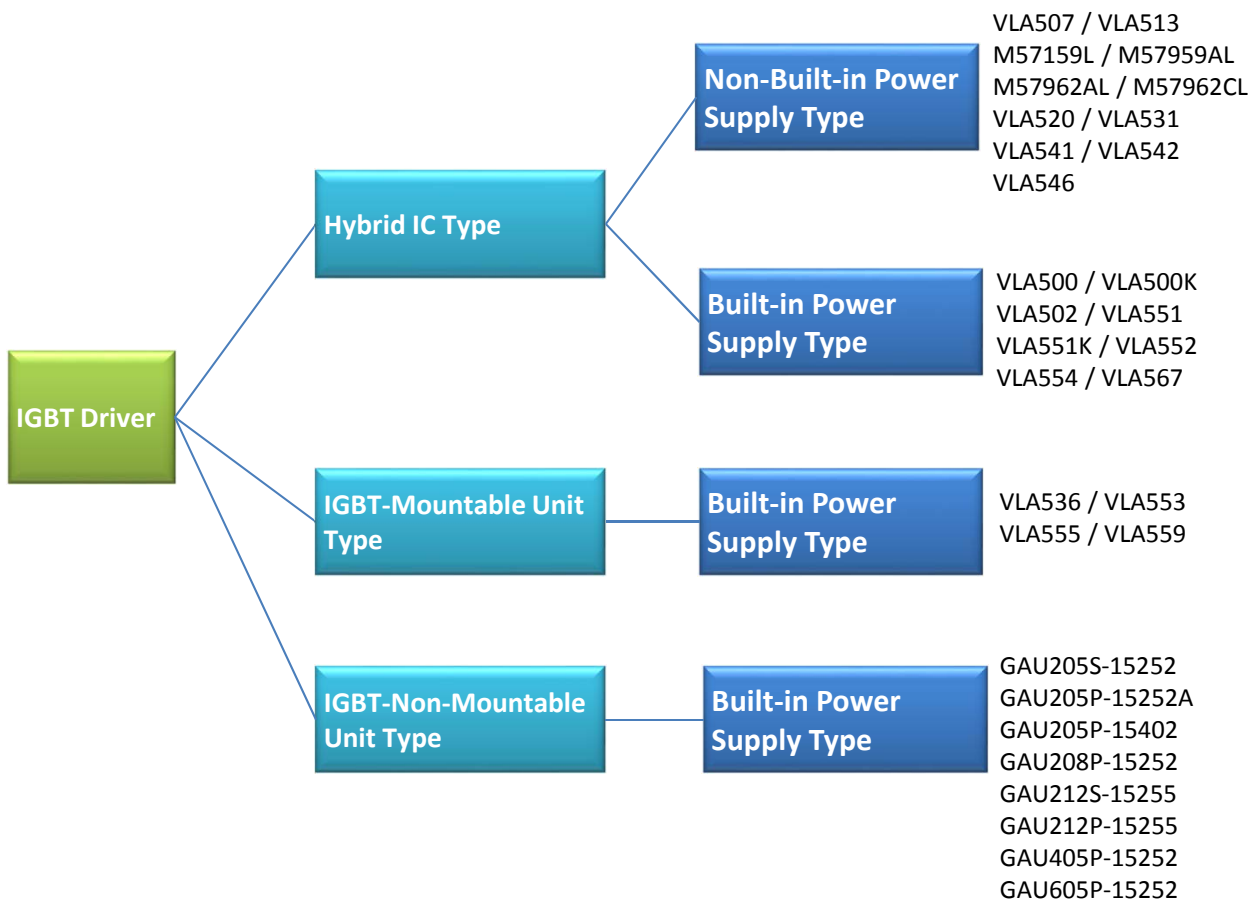 IGBT Driver
Hybrid IC Type
Non-Built-in Power
Supply Type
VLA507 / VLA513
M57159L / M57959AL
M57962AL / M57962CL
VLA520 / VLA531
VLA541 / VLA542
VLA546
Built-in Power
Supply Type
VLA500 / VLA500K
VLA502 / VLA551
VLA551K / VLA552
VLA554 / VLA567
IGBT-Mountable Unit
Type
Built-in Power
Supply Type
VLA536 / VLA553
VLA555 / VLA559
IGBT-Non-Mountable
Unit Type
Built-in Power
Supply Type
GAU205S-15252
GAU205P-15252A
GAU205P-15402
GAU208P-15252
GAU212S-15255
GAU212P-15255
GAU405P-15252
GAU605P-15252